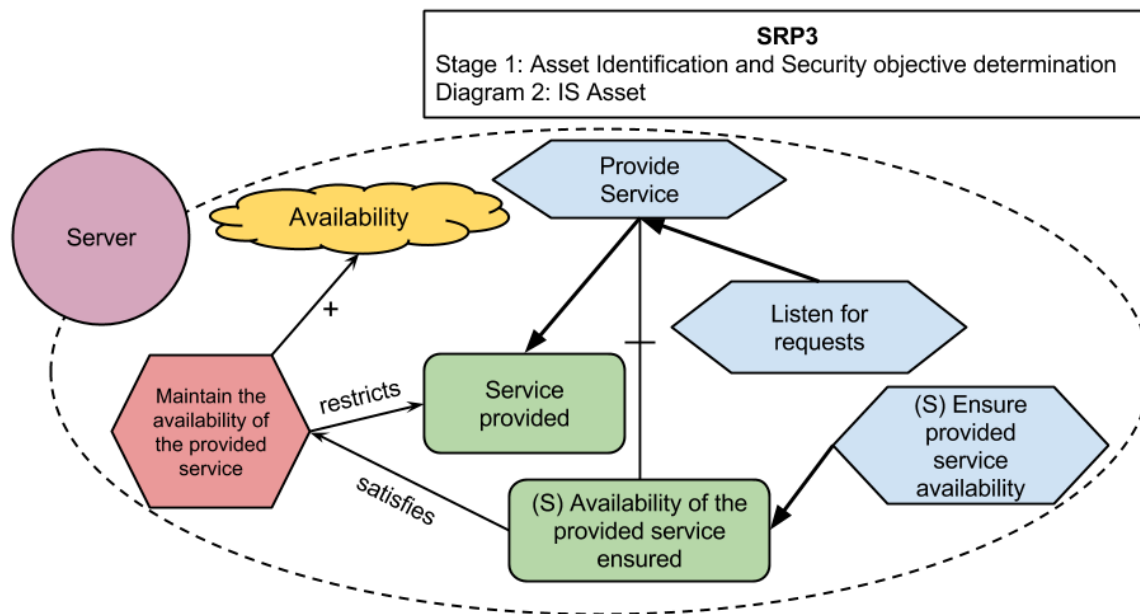 SRP3
Stage 1: Asset Identification and Security objective determination
Diagram 2: IS Asset
Provide
Service
Availability
Server
+
Listen for
requests
Service
provided
restricts
Maintain the
availability of
the provided
service
(S) Ensure
provided
service
availability
satisfies
(S) Availability of the
provided service
ensured